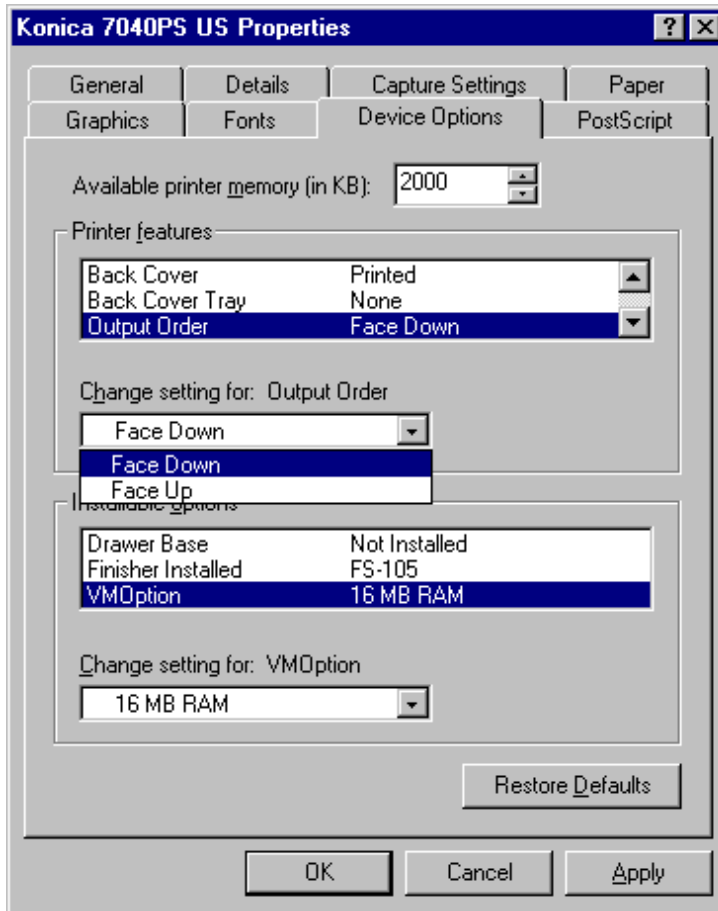 Konica 7040PS US Properties
General Details Capture Settings Paper
Graphics Fonts Device Options PostScript
Available printer memory (in KB): 2000
Printer features
Back Cover Printed
Back Cover Tray None
Output Order Face Down
Change setting for: Output Order
Face Down
Face Down
Face Up
Installable options
Drawer Base Not Installed
Finisher Installed FS-105
VMOption 16 MB RAM
Change setting for: VMOption
16 MB RAM
Restore Defaults
OK Cancel Apply